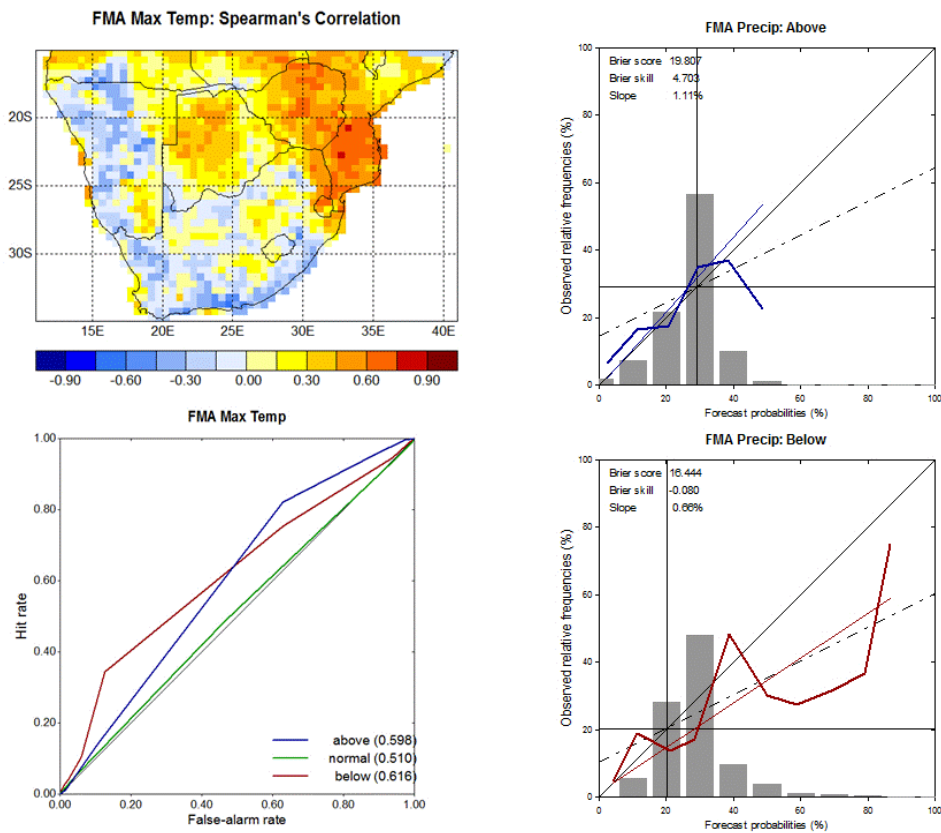 FMA Max Temp: Spearman's Correlation
20S
25S
30S
15E 20E 25E 30E 35E 40E
-0.90 -0.60 -0.30 0.00 0.30 0.60 0.90
FMA Precip: Above
Brier score 19.807
Brier skill 4.703
Slope 1.11%
Observed relative frequencies (%)
100
80
60
40
20
0
0 20 40 60 80 100
Forecast probabilities (%)
FMA Max Temp
Hit rate
1.00
0.80
0.60
0.40
0.20
0.00
above (0.598)
normal (0.510)
below (0.616)
0.00 0.20 0.40 0.60 0.80 1.00
False-alarm rate
FMA Precip: Below
Brier score 16.444
Brier skill -0.080
Slope 0.66%
Observed relative frequencies (%)
100
80
60
40
20
0
0 20 40 60 80 100
Forecast probabilities (%)